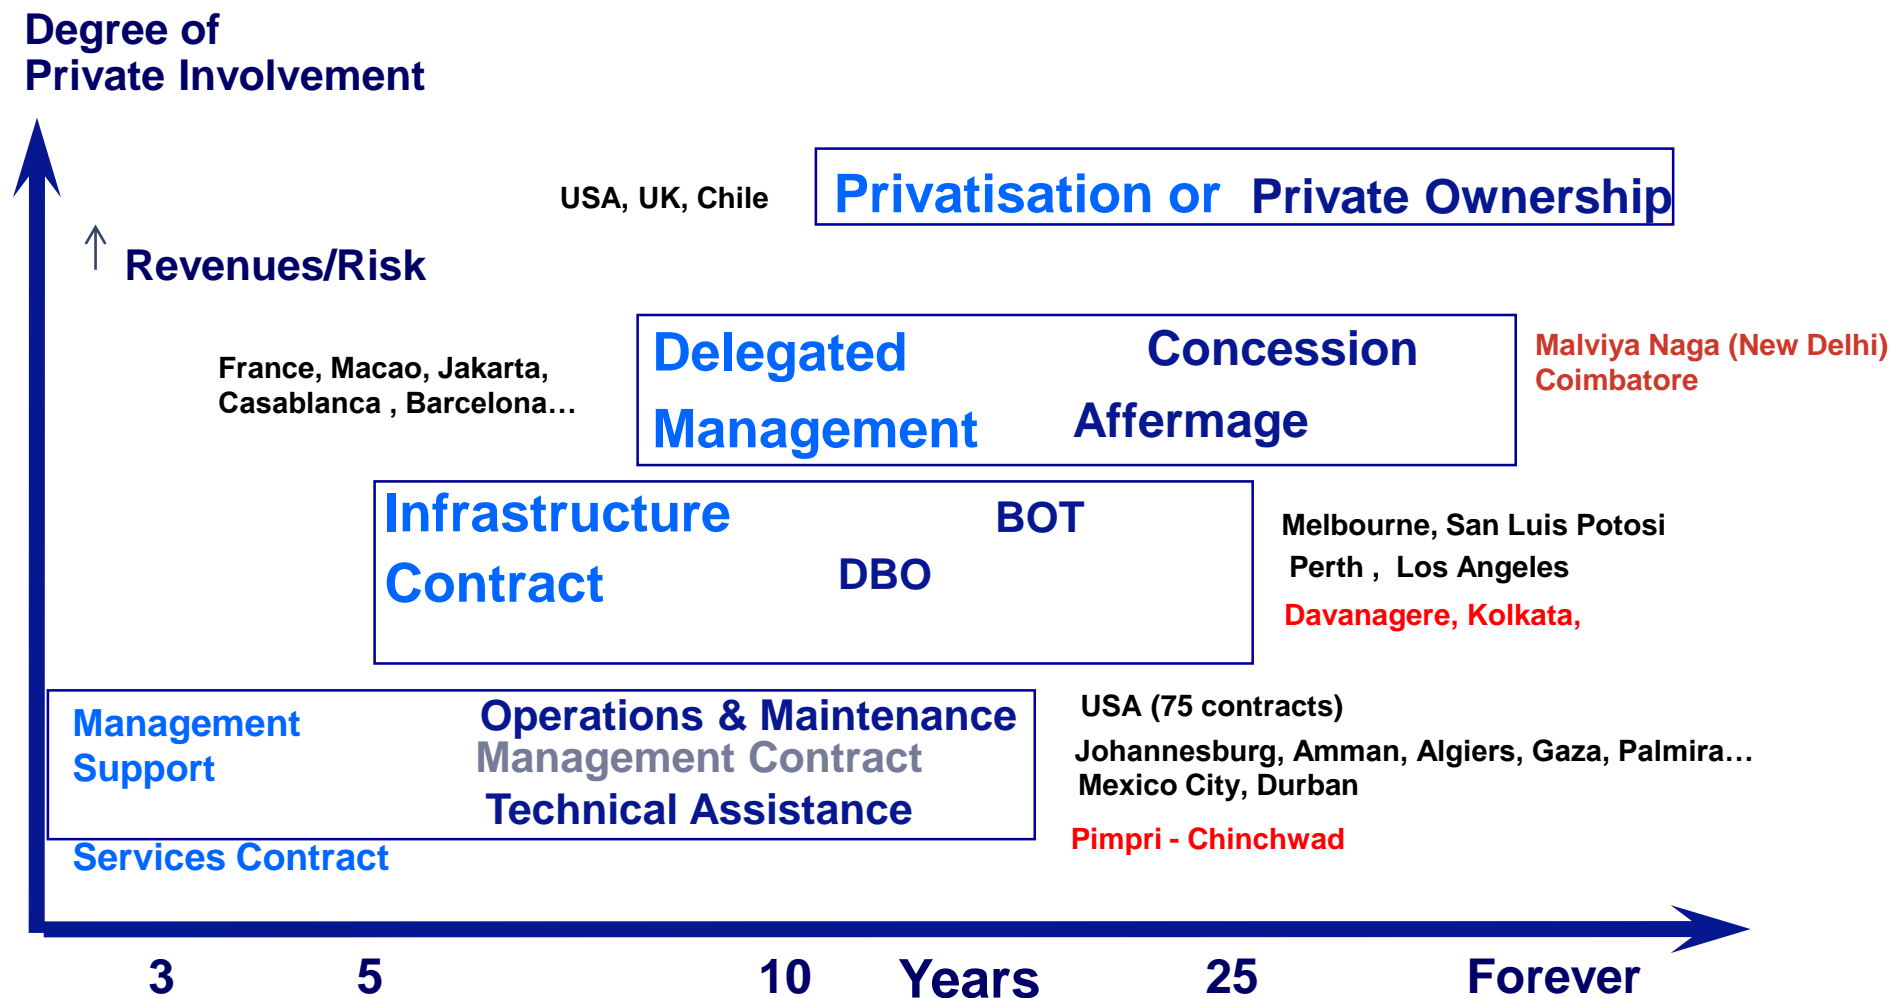 Degree of
Private Involvement
USA, UK, Chile
Privatisation or Private Ownership
↑ Revenues/Risk
France, Macao, Jakarta,
Casablanca , Barcelona…
Delegated
Management
Concession
Affermage
Malviya Naga (New Delhi)
Coimbatore
Infrastructure
Contract
BOT
DBO
Melbourne, San Luis Potosi
Perth , Los Angeles
Davanagere, Kolkata,
Management
Support
Operations & Maintenance
Management Contract
Technical Assistance
USA (75 contracts)
Johannesburg, Amman, Algiers, Gaza, Palmira…
Mexico City, Durban
Pimpri - Chinchwad
Services Contract
3 5 10 Years 25 Forever